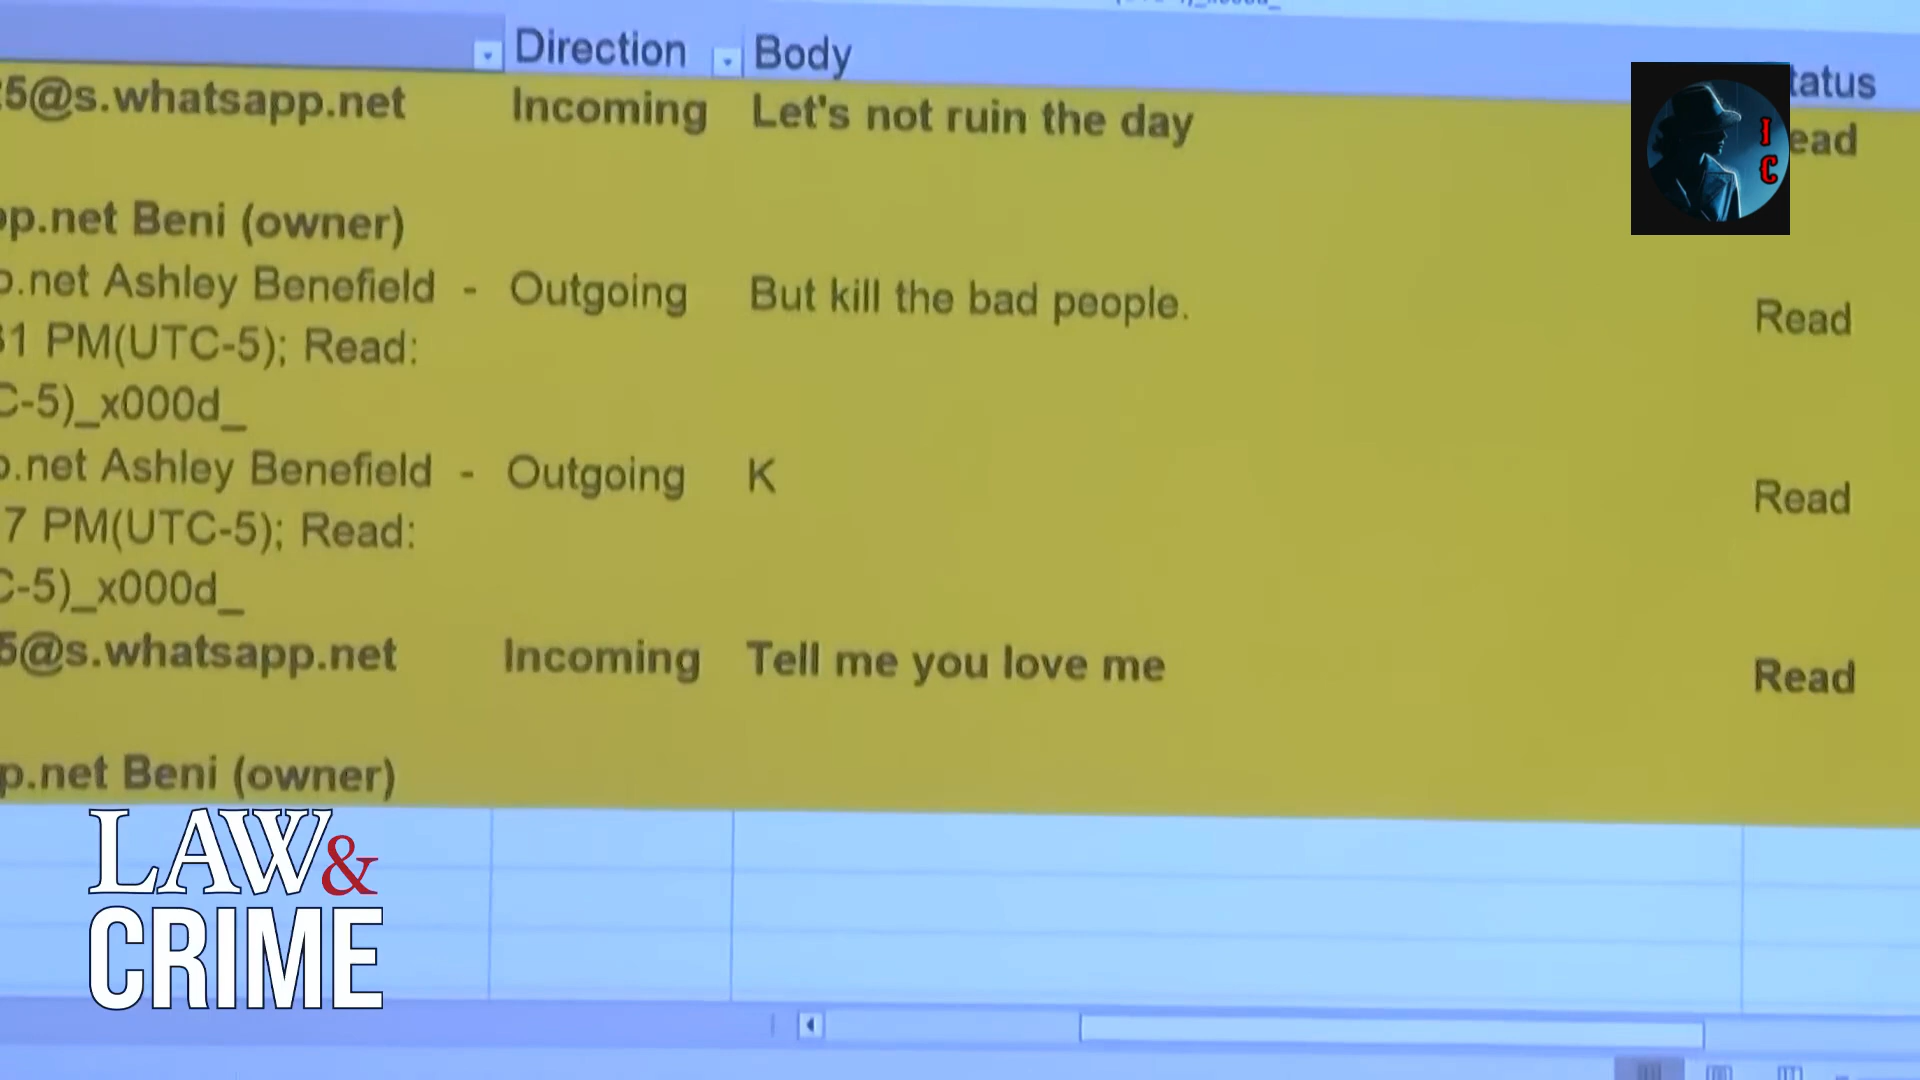 Direction Body tatus
5@s.whatsapp.net Incoming Let's not ruin the day ead
pp.net Beni (owner)
p.net Ashley Benefield - Outgoing But kill the bad people. Read
31 PM(UTC-5); Read:
C-5)_x000d_
p.net Ashley Benefield - Outgoing K Read
7 PM(UTC-5); Read:
C-5)_x000d_
5@s.whatsapp.net Incoming Tell me you love me Read
p.net Beni (owner)
I
C
LAW&
CRIME